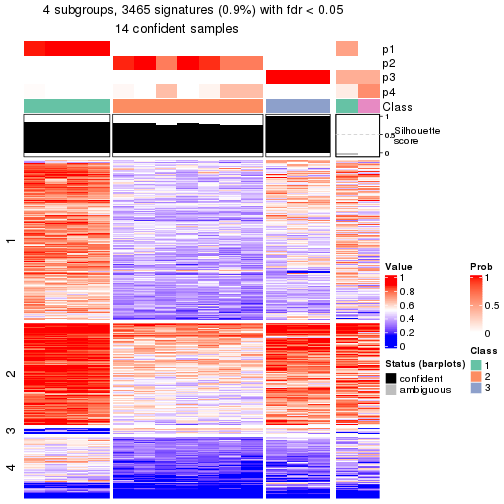 4 subgroups, 3465 signatures (0.9%) with fdr < 0.05
14 confident samples
p1
p2
p3
p4
Class
1
0.5
0
Silhouette
score
1
2
3
4
Value
1
0.8
0.6
0.4
0.2
0
Prob
1
0.5
0
Status (barplots)
confident
ambiguous
Class
1
2
3